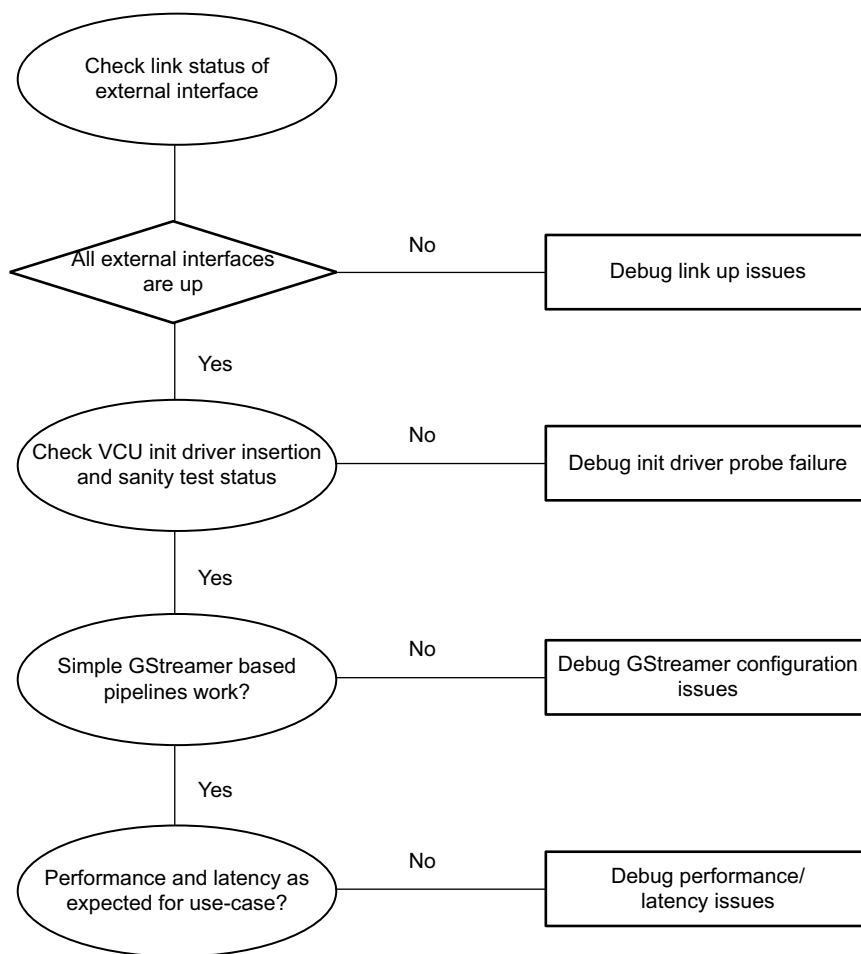 Check link status of
external interface
All external interfaces
are up
No
Debug link up issues
Yes
Check VCU init driver insertion
and sanity test status
No
Debug init driver probe failure
Yes
Simple GStreamer based
pipelines work?
No
Debug GStreamer configuration
issues
Yes
Performance and latency as
expected for use-case?
No
Debug performance/
latency issues